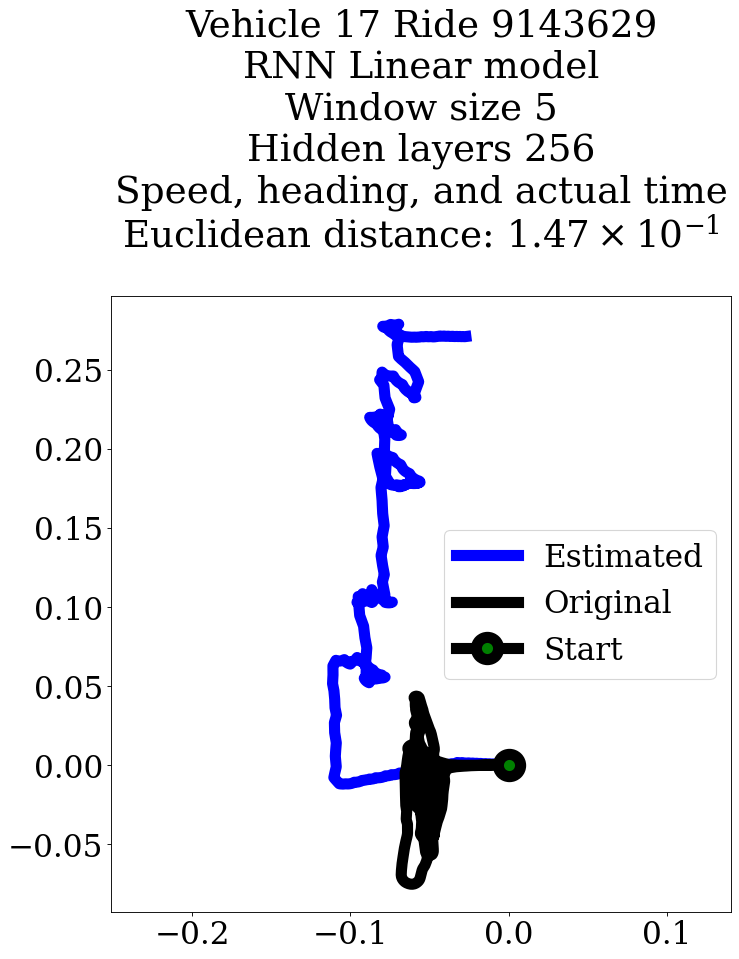 Vehicle 17 Ride 9143629
RNN Linear model
Window size 5
Hidden layers 256
Speed, heading, and actual time
Euclidean distance: 1.47 × 10⁻¹
0.25
0.20
0.15
0.10
0.05
0.00
−0.05
Estimated
Original
Start
−0.2
−0.1
0.0
0.1